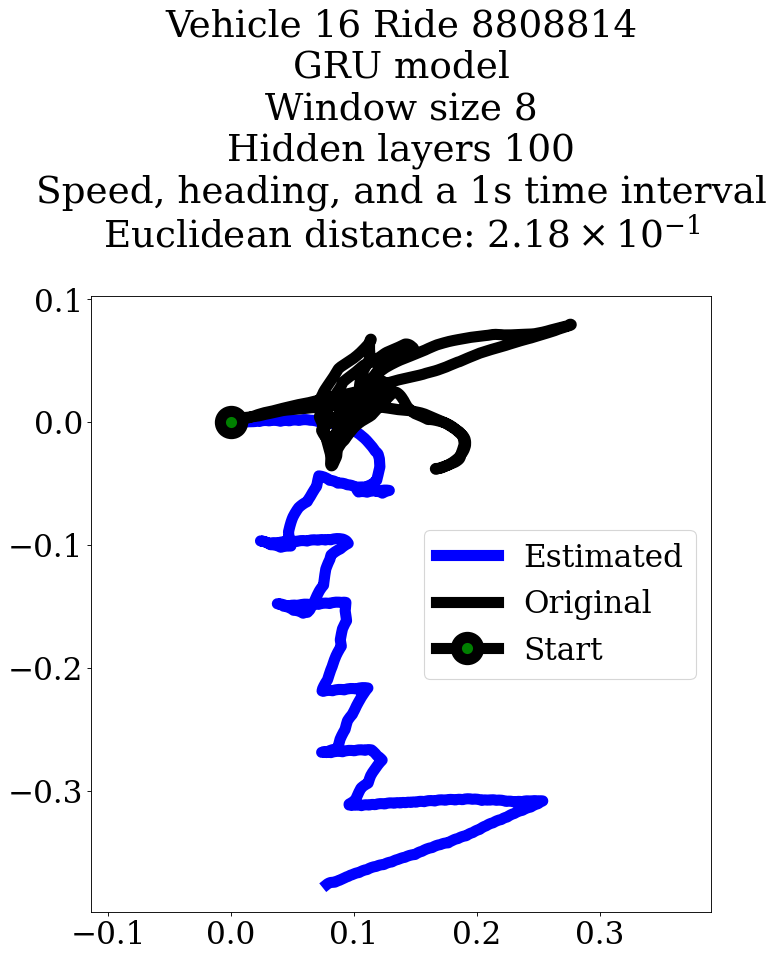 Vehicle 16 Ride 8808814
GRU model
Window size 8
Hidden layers 100
Speed, heading, and a 1s time interval
Euclidean distance: 2.18 × 10⁻¹
0.1
0.0
−0.1
−0.2
−0.3
Estimated
Original
Start
−0.1
0.0
0.1
0.2
0.3